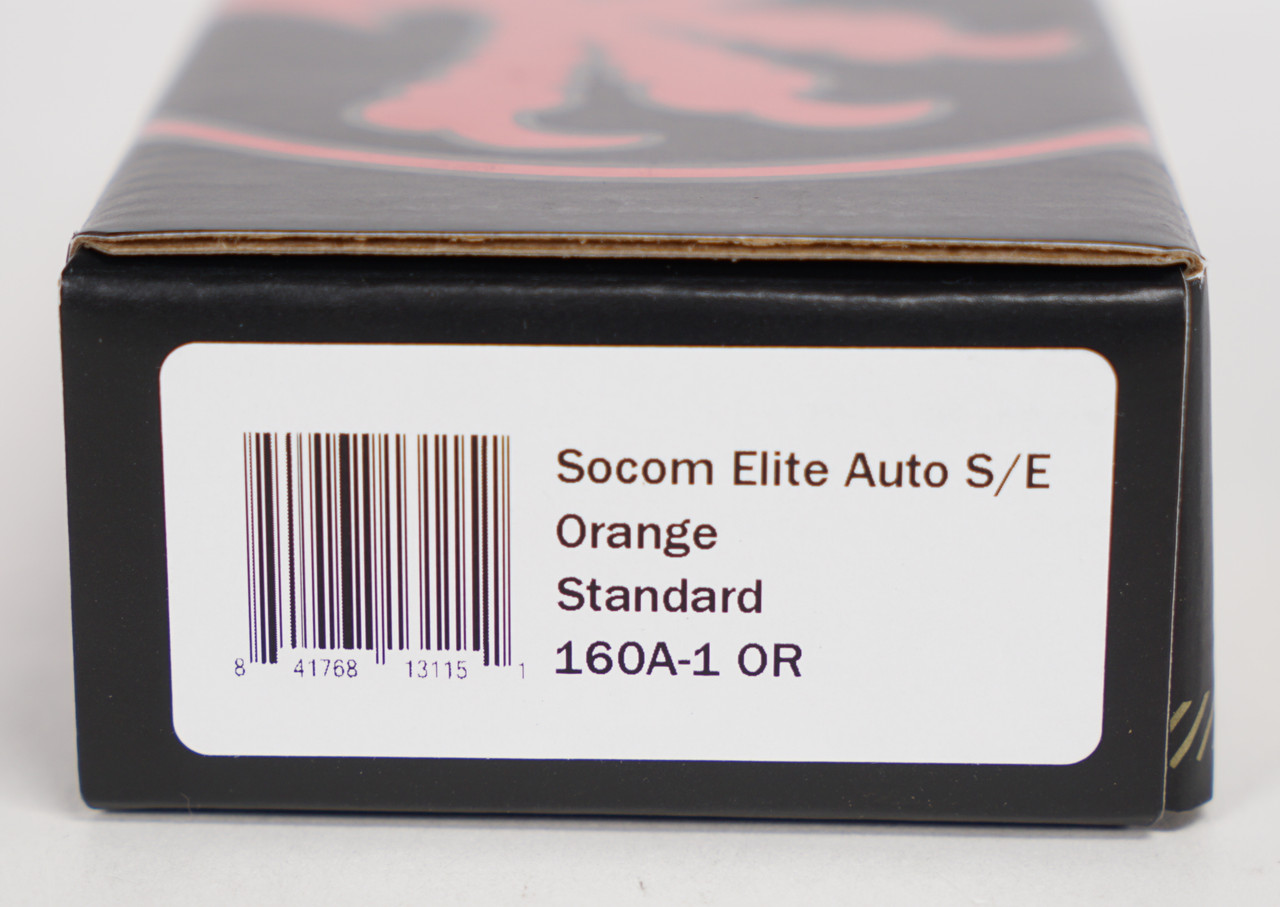 Socom Elite Auto S/E
Orange
Standard
160A-1 OR
8 41768 13115 1